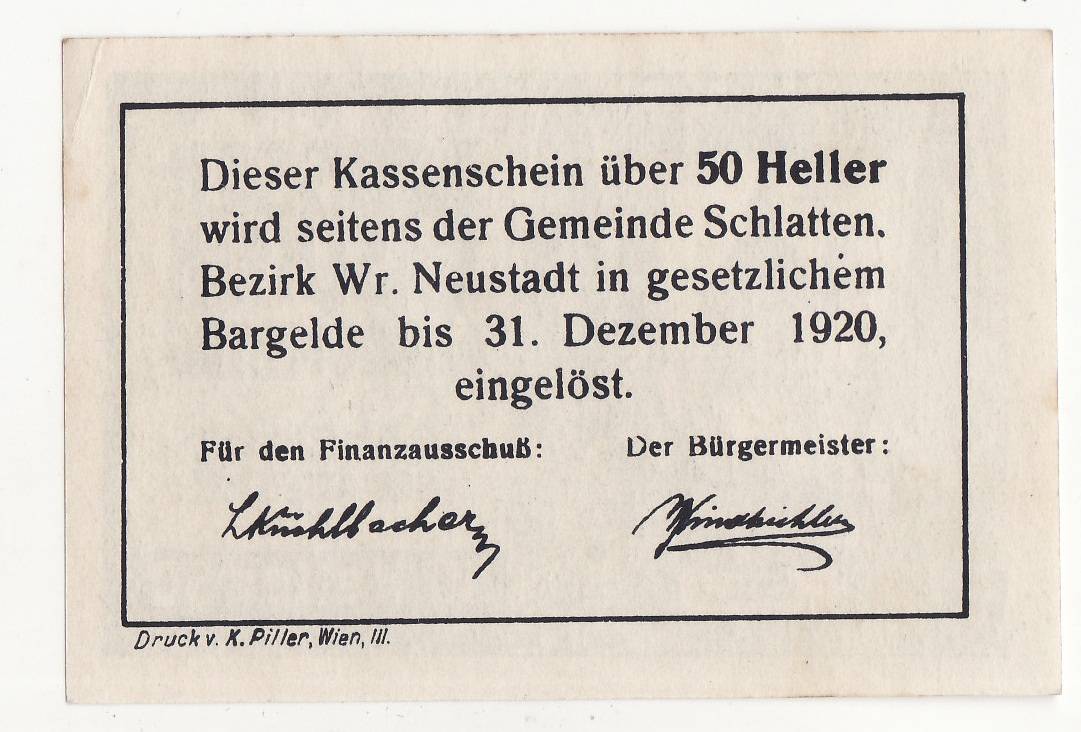 Dieser Kassenschein über 50 Heller
wird seitens der Gemeinde Schlatten.
Bezirk Wr. Neustadt in gesetzlichem
Bargelde bis 31. Dezember 1920,
eingelöst.
Für den Finanzausschuß: Der Bürgermeister:
Druck v. K. Piller, Wien, III.